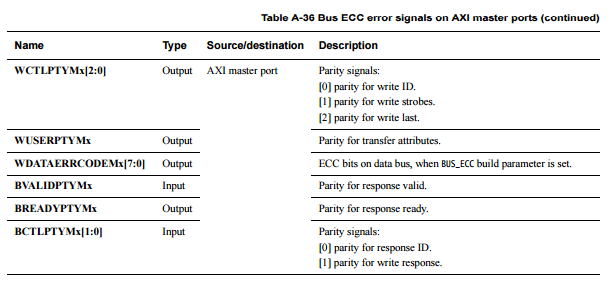 Table A-36 Bus ECC error signals on AXI master ports (continued)
Name Type Source/destination Description
WCTLPTYMx[2:0] Output AXI master port Parity signals:
[0] parity for write ID.
[1] parity for write strobes.
[2] parity for write last.
WUSERPTYMx Output Parity for transfer attributes.
WDATAERRCODEMx[7:0] Output ECC bits on data bus, when BUS_ECC build parameter is set.
BVALIDPTYMx Input Parity for response valid.
BREADYPTYMx Output Parity for response ready.
BCTLPTYMx[1:0] Input Parity signals:
[0] parity for response ID.
[1] parity for write response.